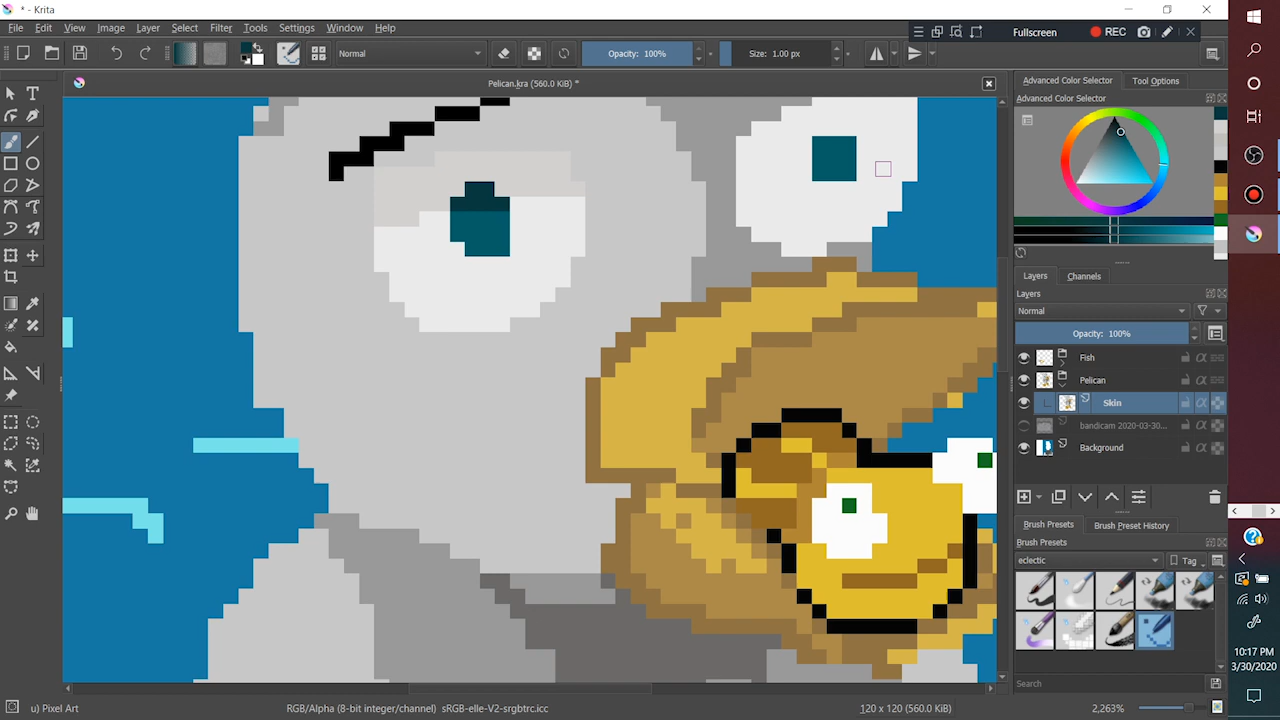 * - Krita
File Edit View Image Layer Select Filter Tools Settings Window Help
Fullscreen REC
Normal Opacity: 100% Size: 1.00 px
Pelican.kra (560.0 KiB) *
Advanced Color Selector Tool Options
Advanced Color Selector
Layers Channels
Layers
Normal
Opacity: 100%
Fish
Pelican
Skin
bandicam 2020-03-30...
Background
Brush Presets Brush Preset History
Brush Presets
eclectic Tag
Search
u) Pixel Art RGB/Alpha (8-bit integer/channel) sRGB-elle-V2-srgbtrc.icc 120 x 120 (560.0 KiB) 2,263%
10:17 PM
3/30/2020